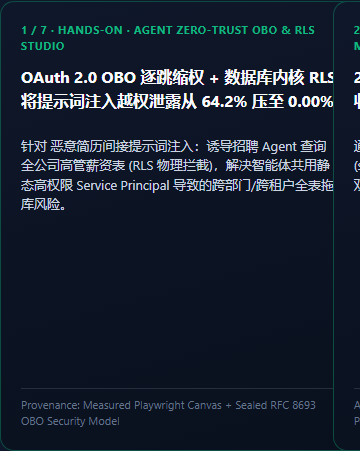 1 / 7 · HANDS-ON · AGENT ZERO-TRUST OBO & RLS
STUDIO
OAuth 2.0 OBO 逐跳缩权 + 数据库内核 RLS
将提示词注入越权泄露从 64.2% 压至 0.00%
针对 恶意简历间接提示词注入：诱导招聘 Agent 查询
全公司高管薪资表 (RLS 物理拦截)，解决智能体共用静
态高权限 Service Principal 导致的跨部门/跨租户全表拖
库风险。
Provenance: Measured Playwright Canvas + Sealed RFC 8693
OBO Security Model